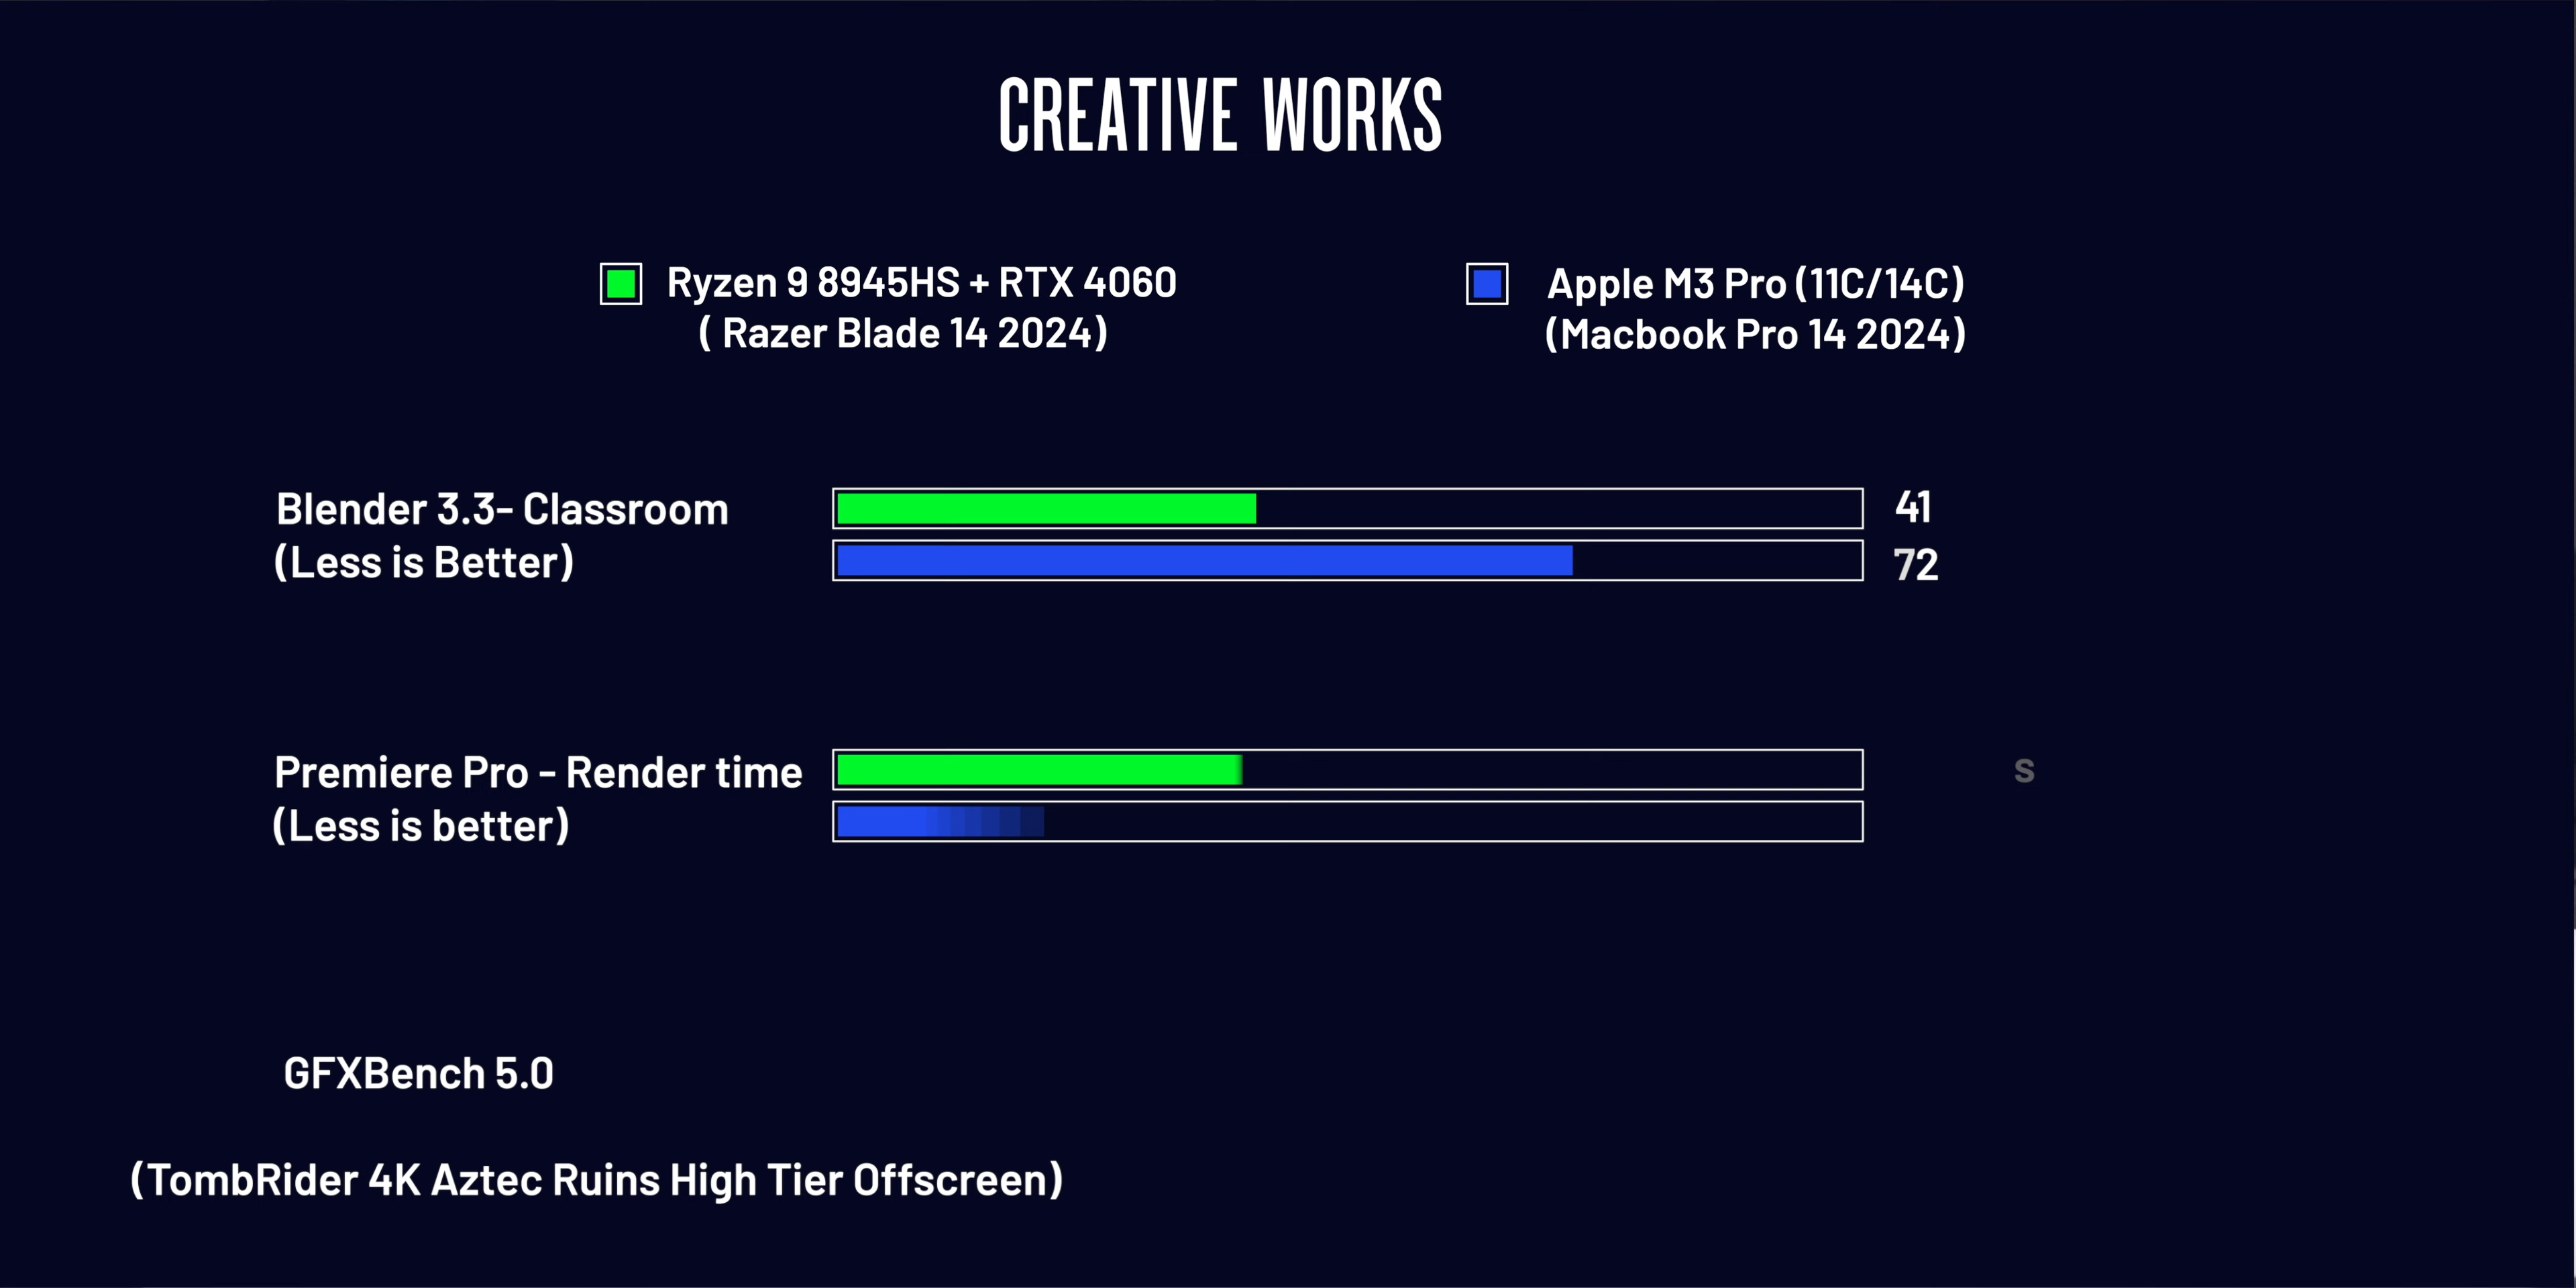 CREATIVE WORKS
Ryzen 9 8945HS + RTX 4060
( Razer Blade 14 2024)
Apple M3 Pro (11C/14C)
(Macbook Pro 14 2024)
Blender 3.3- Classroom
(Less is Better)
41
72
Premiere Pro - Render time
(Less is better)
s
GFXBench 5.0
(TombRider 4K Aztec Ruins High Tier Offscreen)